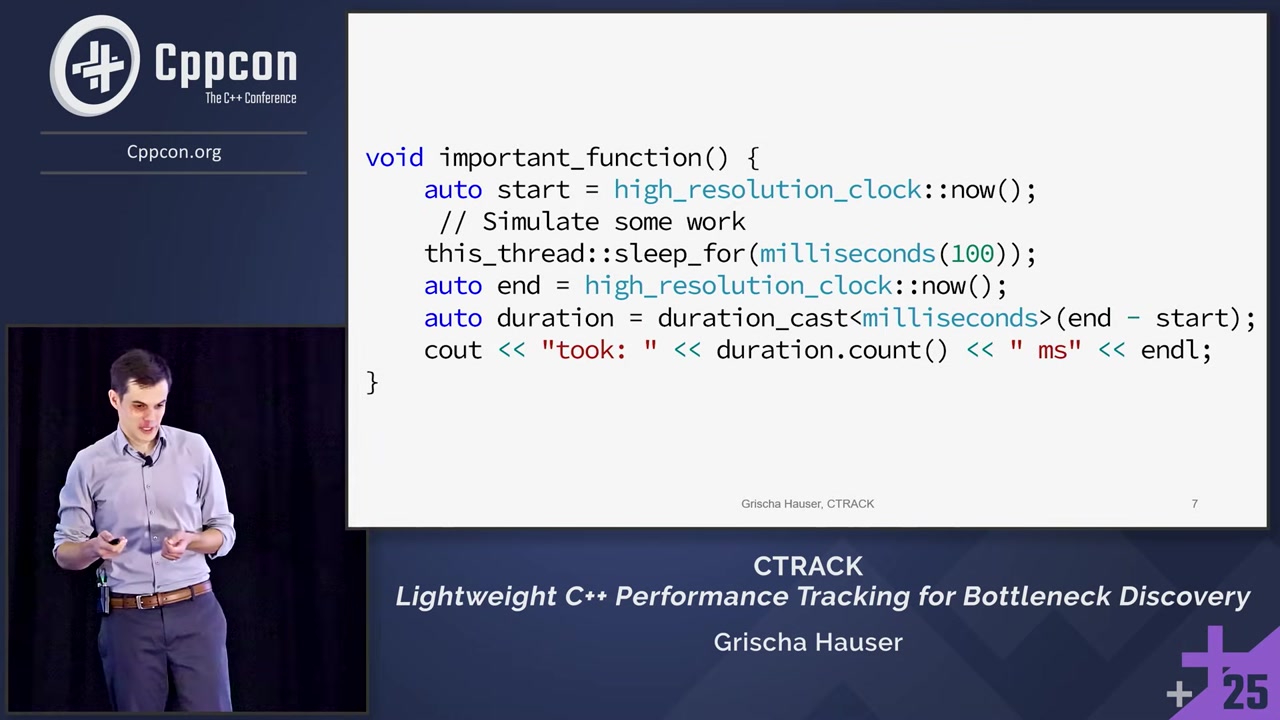 Cppcon
The C++ Conference
Cppcon.org
void important_function() {
    auto start = high_resolution_clock::now();
     // Simulate some work
    this_thread::sleep_for(milliseconds(100));
    auto end = high_resolution_clock::now();
    auto duration = duration_cast<milliseconds>(end - start);
    cout << "took: " << duration.count() << " ms" << endl;
}
Grischa Hauser, CTRACK
7
CTRACK
Lightweight C++ Performance Tracking for Bottleneck Discovery
Grischa Hauser
+25